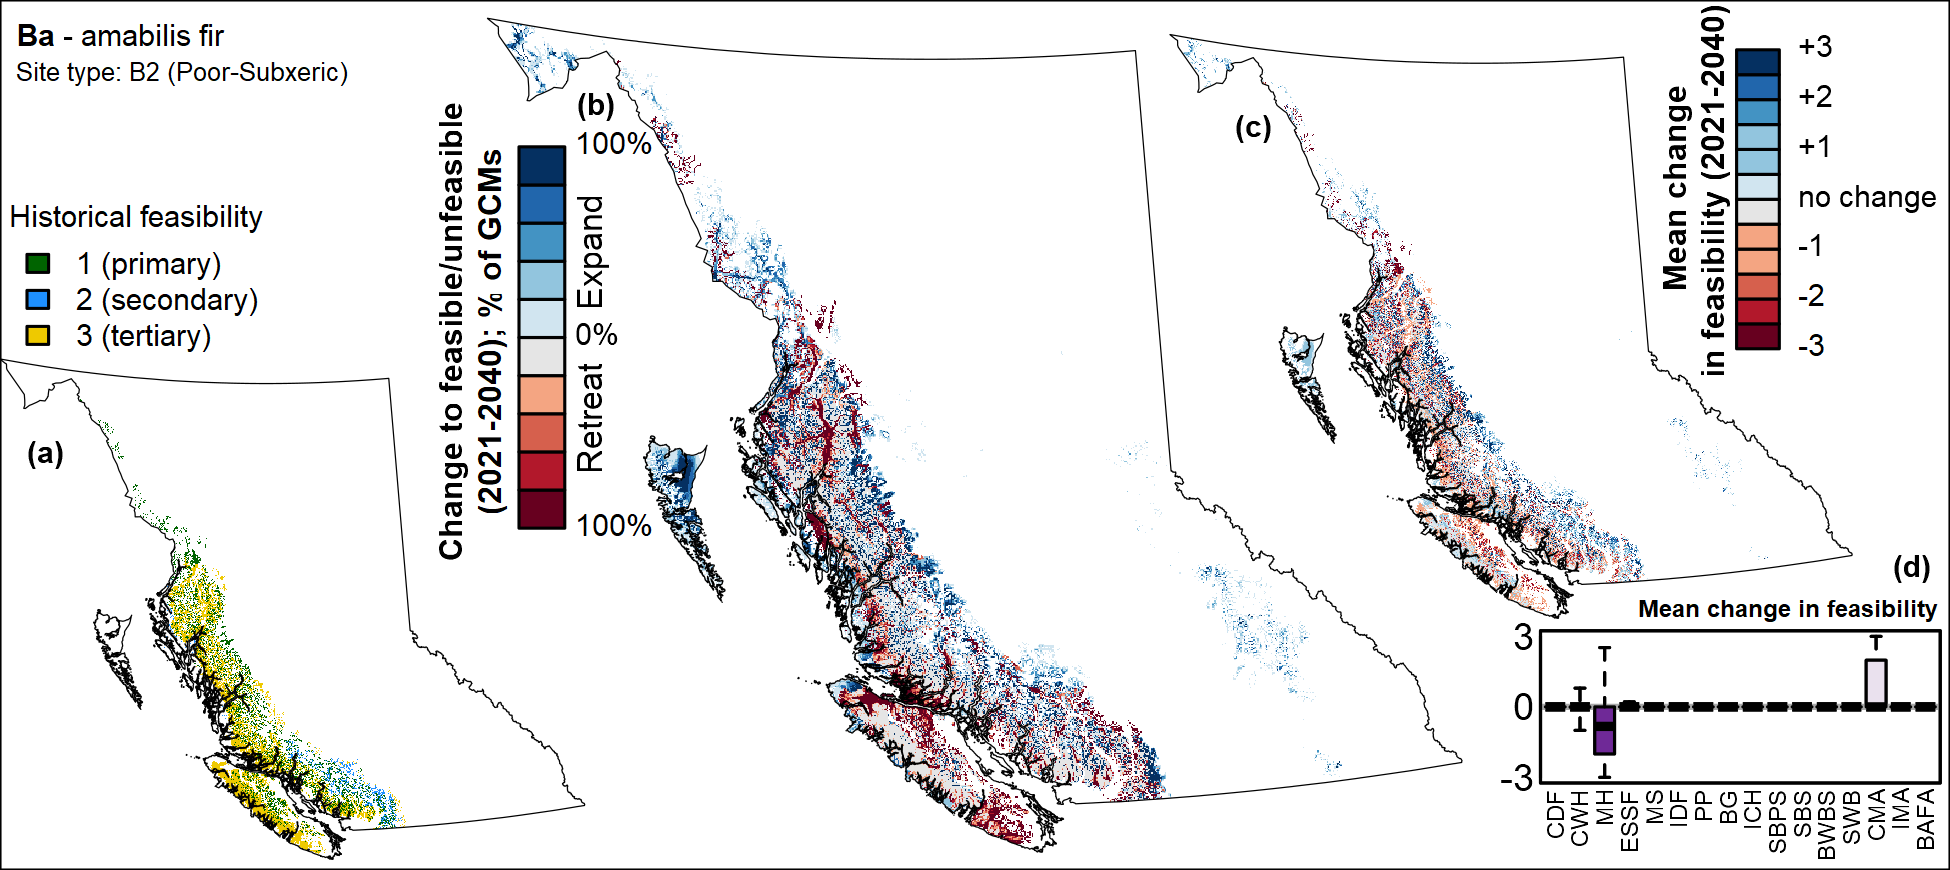 Ba - amabilis fir
Site type: B2 (Poor-Subxeric)
Historical feasibility
1 (primary)
2 (secondary)
3 (tertiary)
(a)
(b)
Change to feasible/unfeasible
(2021-2040); % of GCMs
100%
Expand
0%
Retreat
100%
(c)
Mean change
in feasibility (2021-2040)
+3
+2
+1
no change
-1
-2
-3
(d)
Mean change in feasibility
3
0
-3
CDF
CWH
MH
ESSF
MS
IDF
PP
BG
ICH
SBPS
SBS
BWBS
SWB
CMA
IMA
BAFA